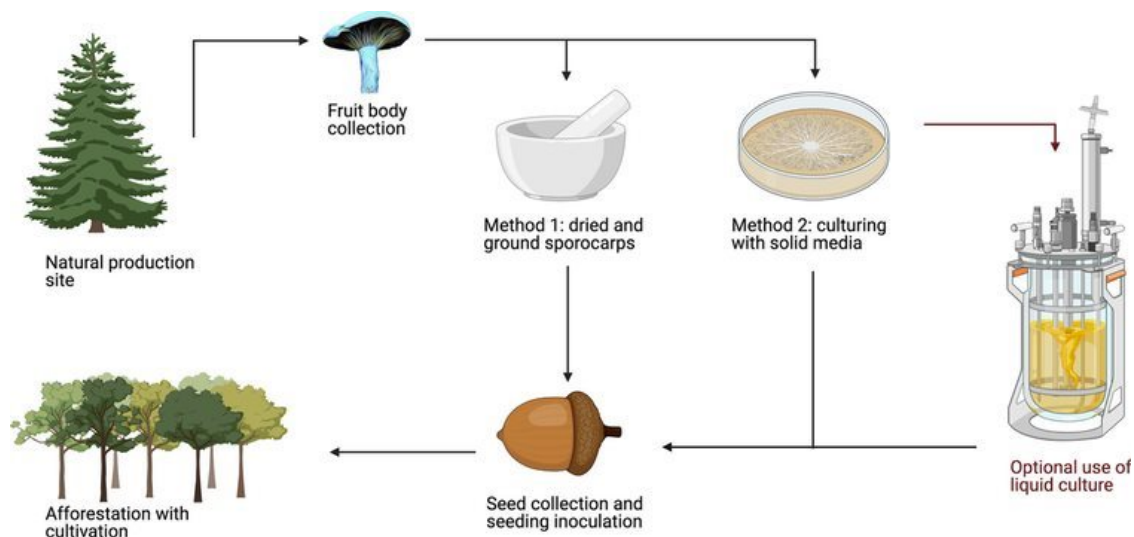 Fruit body
collection
Natural production
site
Method 1: dried and
ground sporocarps
Method 2: culturing
with solid media
Optional use of
liquid culture
Seed collection and
seeding inoculation
Afforestation with
cultivation